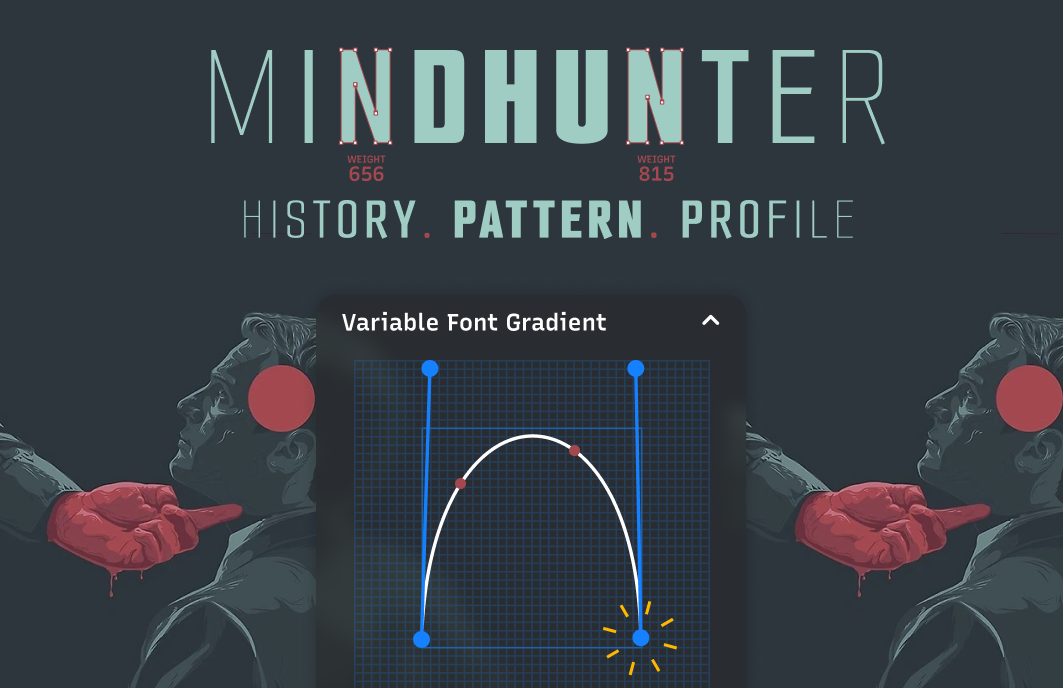 MINDHUNTER
WEIGHT
656
WEIGHT
815
HISTORY. PATTERN. PROFILE
Variable Font Gradient